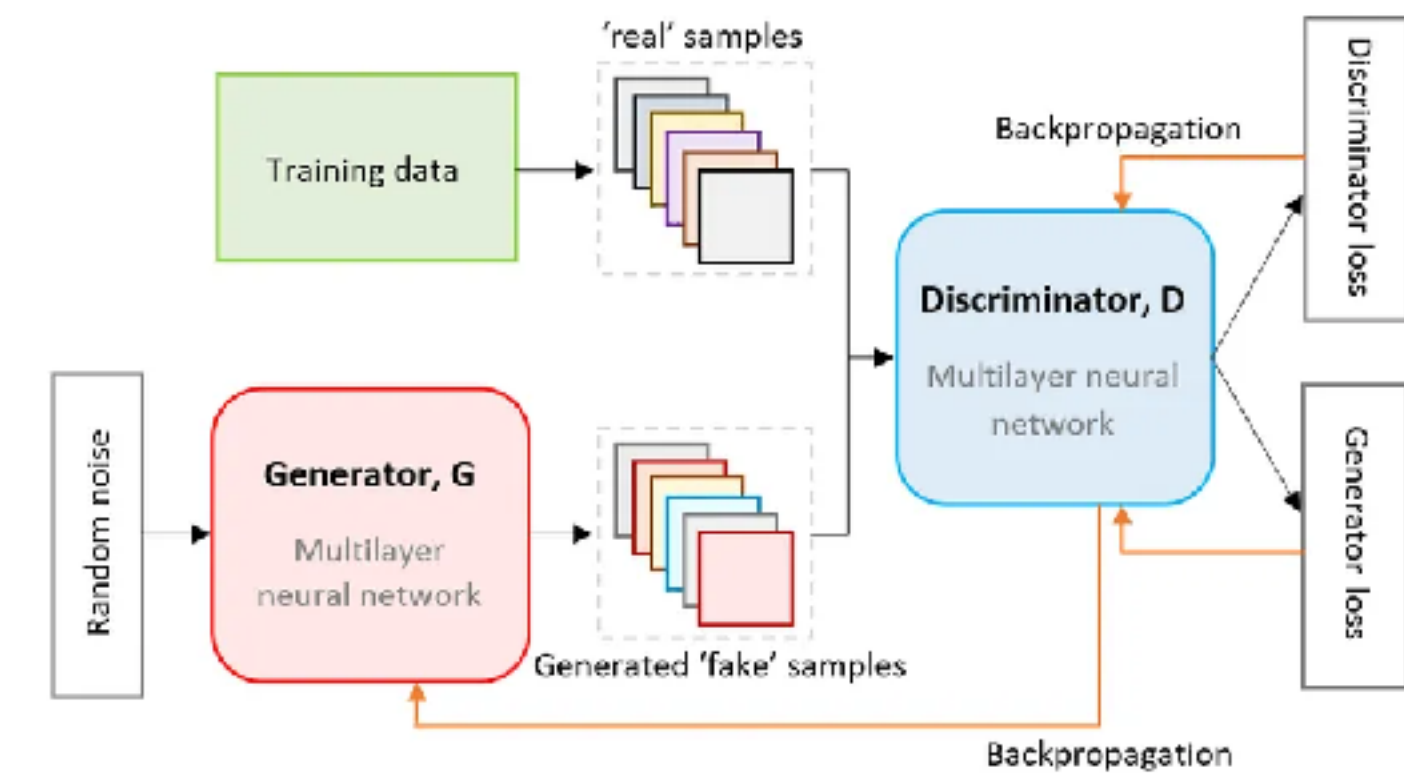 'real' samples
Training data
Backpropagation
Discriminator loss
Discriminator, D
Multilayer neural
network
Random noise
Generator, G
Multilayer
neural network
Generated 'fake' samples
Generator loss
Backpropagation